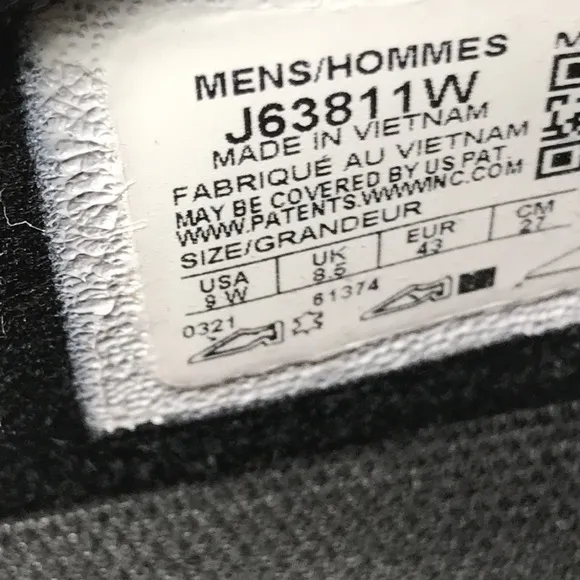 MENS/HOMMES
J63811W
MADE IN VIETNAM
FABRIQUÉ AU VIETNAM
MAY BE COVERED BY US PAT.
WWW.PATENTS.WWWINC.COM
SIZE/GRANDEUR
USA UK EUR CM
9 W 8.5 43 27
0321 61374